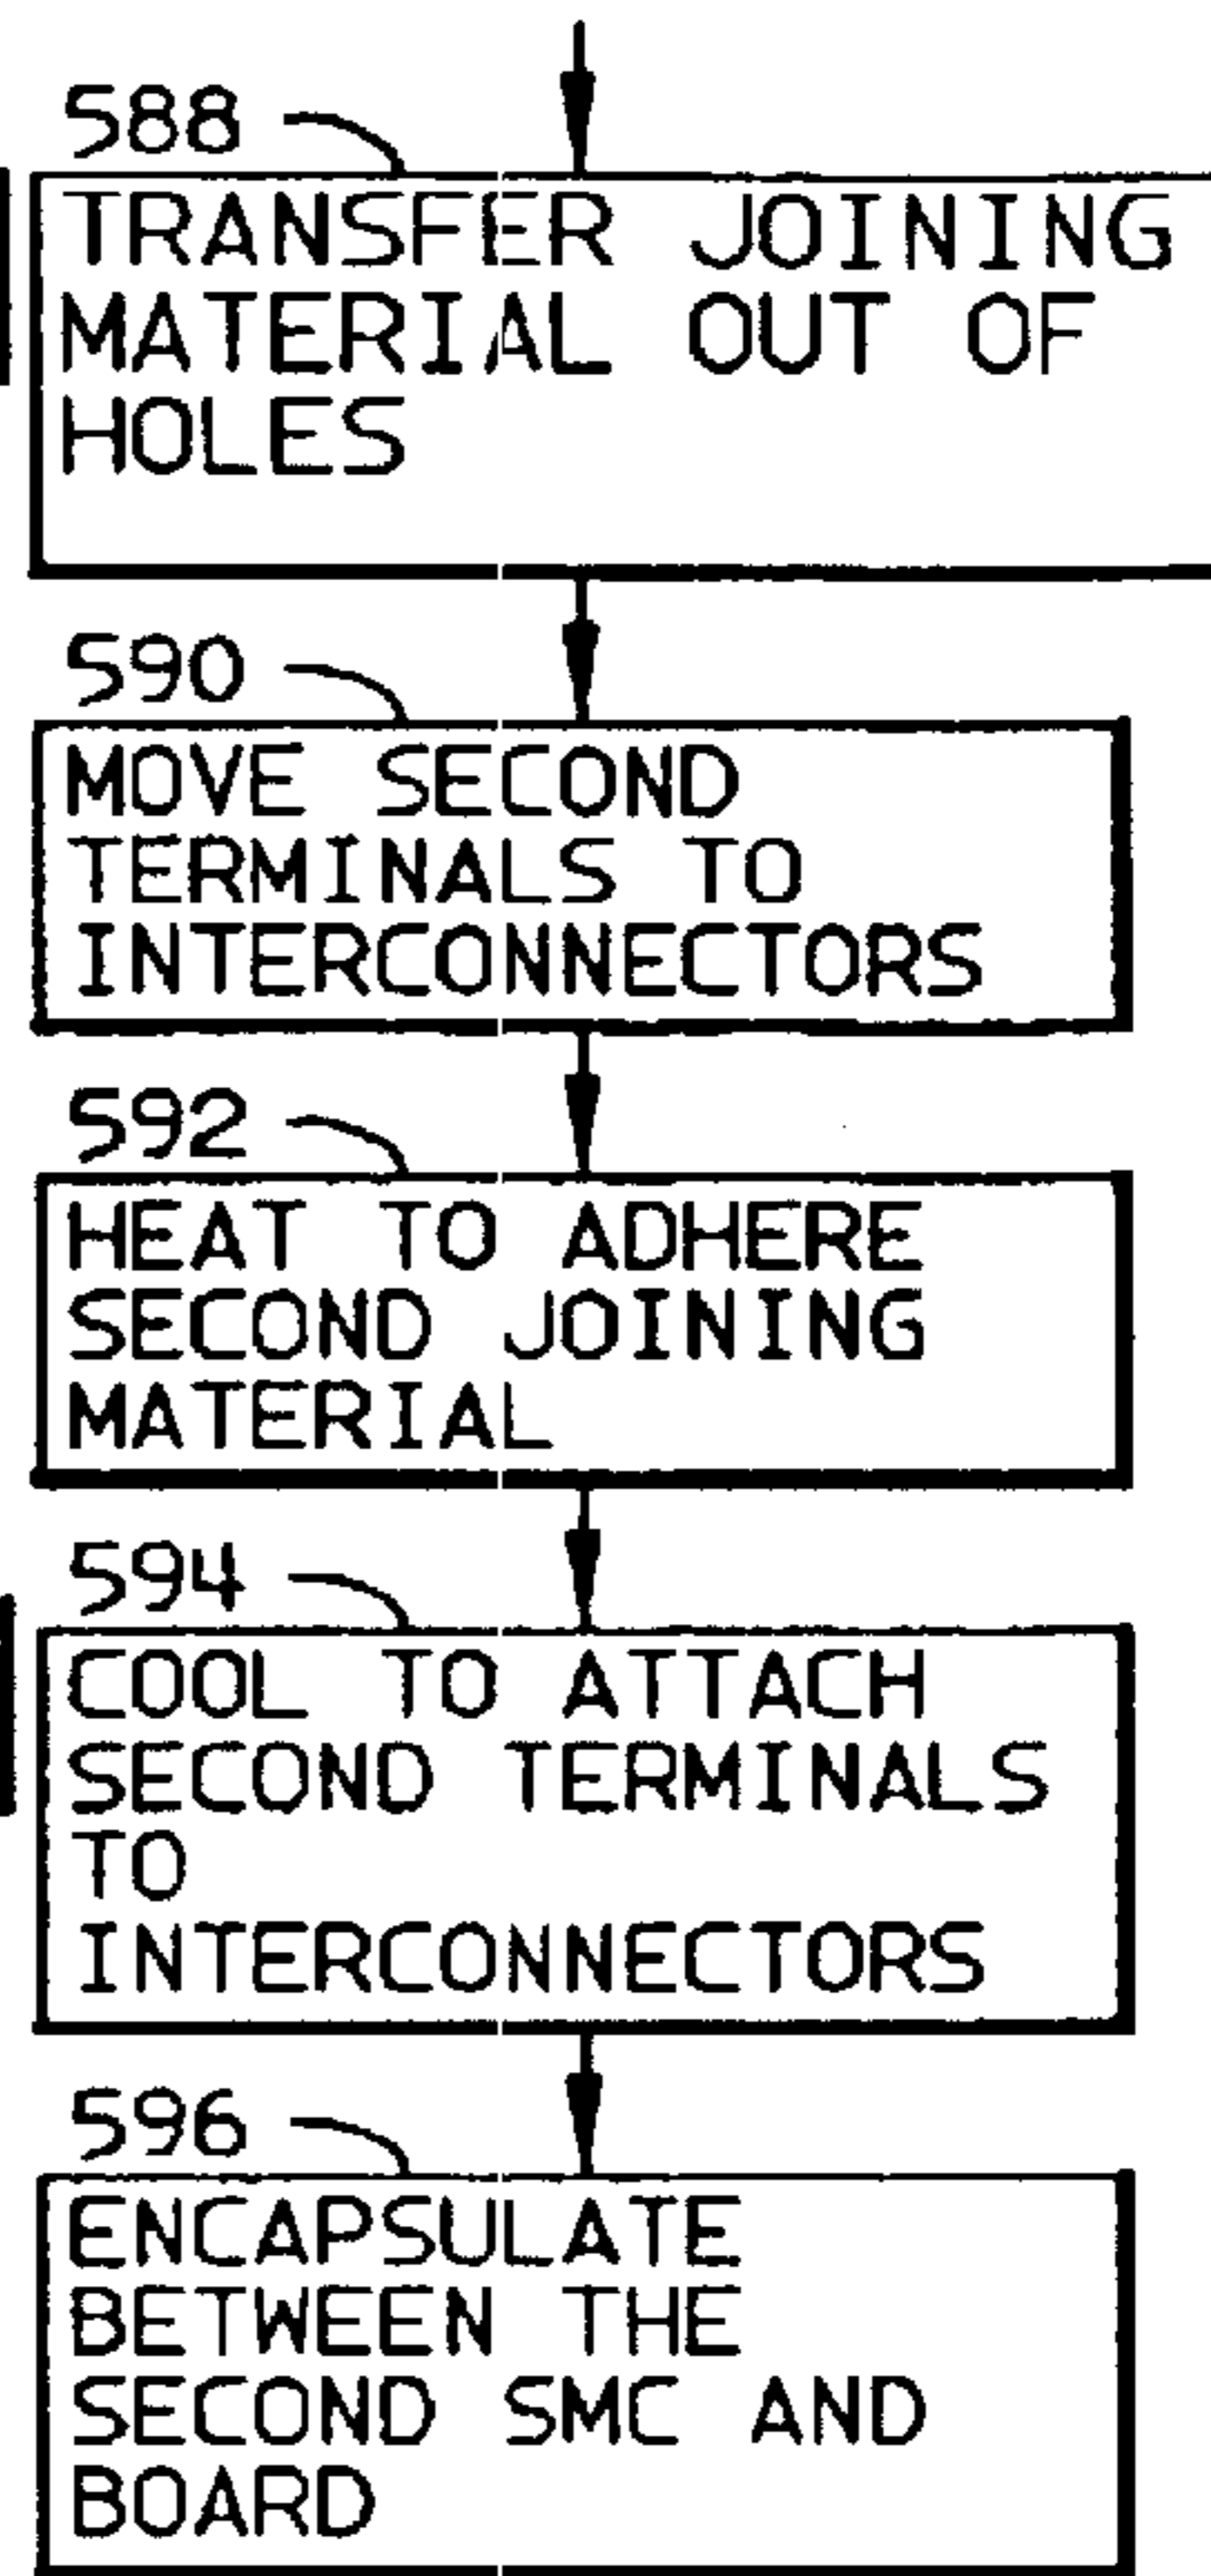 588
TRANSFER JOINING
MATERIAL OUT OF
HOLES
590
MOVE SECOND
TERMINALS TO
INTERCONNECTORS
592
HEAT TO ADHERE
SECOND JOINING
MATERIAL
594
COOL TO ATTACH
SECOND TERMINALS
TO
INTERCONNECTORS
596
ENCAPSULATE
BETWEEN THE
SECOND SMC AND
BOARD